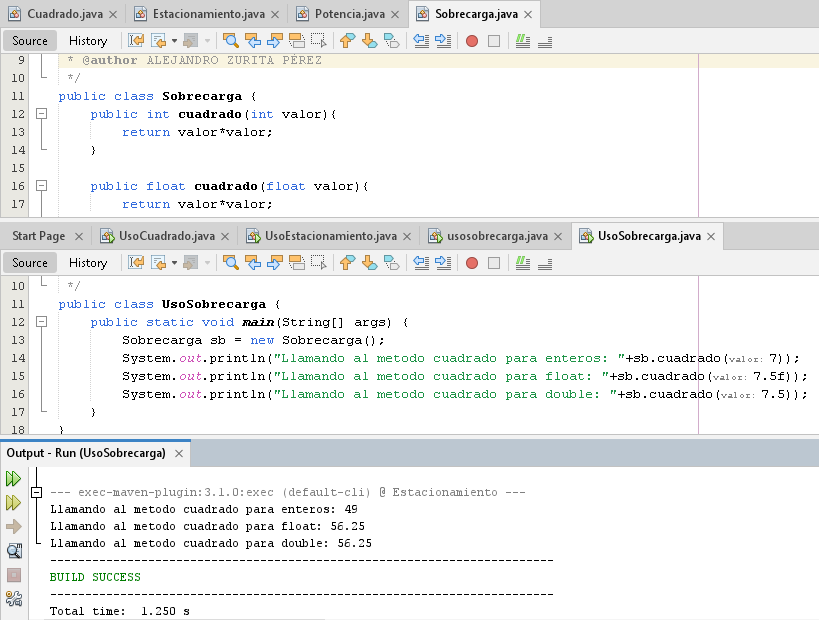 Cuadrado.java Estacionamiento.java Potencia.java Sobrecarga.java
Source History
9 * @author ALEJANDRO ZURITA PÉREZ
10 */
11 public class Sobrecarga {
12 public int cuadrado(int valor){
13 return valor*valor;
14 }
15
16 public float cuadrado(float valor){
17 return valor*valor;
Start Page UsoCuadrado.java UsoEstacionamiento.java usosobrecarga.java UsoSobrecarga.java
Source History
10 */
11 public class UsoSobrecarga {
12 public static void main(String[] args) {
13 Sobrecarga sb = new Sobrecarga();
14 System.out.println("Llamando al metodo cuadrado para enteros: "+sb.cuadrado(valor: 7));
15 System.out.println("Llamando al metodo cuadrado para float: "+sb.cuadrado(valor: 7.5f));
16 System.out.println("Llamando al metodo cuadrado para double: "+sb.cuadrado(valor: 7.5));
17 }
18 }
Output - Run (UsoSobrecarga)
--- exec-maven-plugin:3.1.0:exec (default-cli) @ Estacionamiento ---
Llamando al metodo cuadrado para enteros: 49
Llamando al metodo cuadrado para float: 56.25
Llamando al metodo cuadrado para double: 56.25
------------------------------------------------------------------------
BUILD SUCCESS
------------------------------------------------------------------------
Total time:  1.250 s